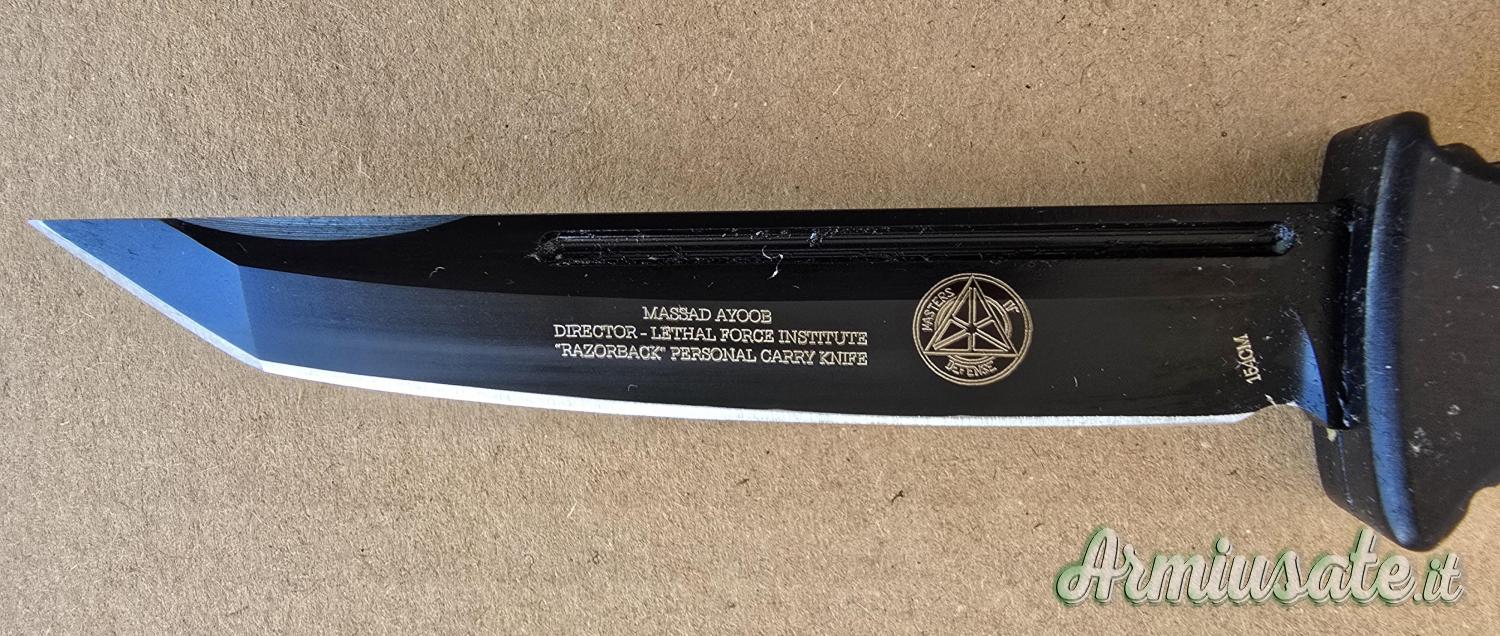 MASSAD AYOOB
DIRECTOR - LETHAL FORCE INSTITUTE
"RAZORBACK" PERSONAL CARRY KNIFE
MASTERS OF DEFENSE
154CM
Armiusate.it